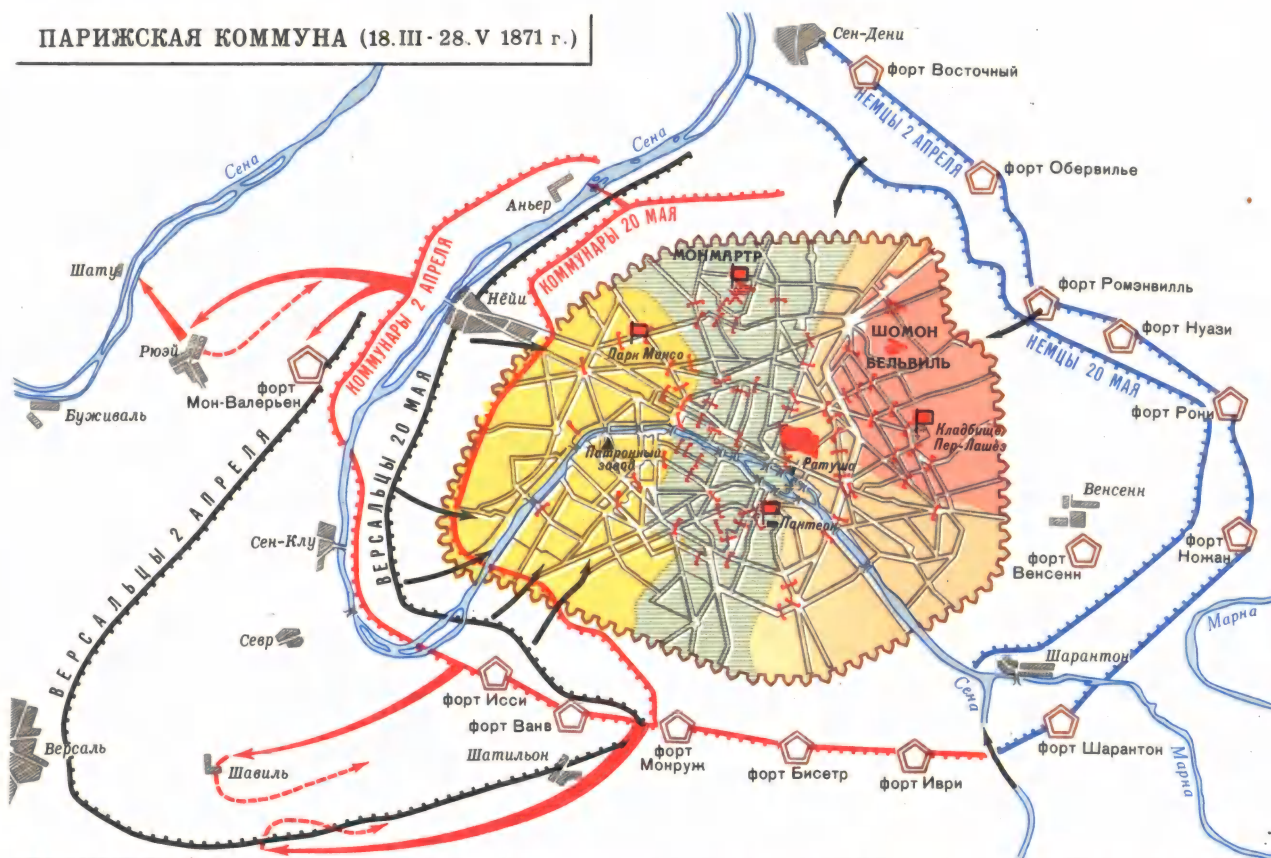 ПАРИЖСКАЯ КОММУНА (18.III - 28.V 1871 г.)
Сен-Дени
форт Восточный
НЕМЦЫ 2 АПРЕЛЯ
Сена
Сена
форт Обервилье
Аньер
КОММУНАРЫ 20 МАЯ
МОНМАРТР
Шату
КОММУНАРЫ 2 АПРЕЛЯ
Нёйи
форт Ромэнвилль
форт Нуази
НЕМЦЫ 20 МАЯ
Рюэй
Парк Монсо
ШОМОН
БЕЛЬВИЛЬ
форт
Мон-Валерьен
Буживаль
форт Рони
Кладбище
Пер-Лашез
Патронный
завод
Ратуша
ВЕРСАЛЬЦЫ 2 АПРЕЛЯ
ВЕРСАЛЬЦЫ 20 МАЯ
Венсенн
Пантеон
Сен-Клу
форт
Венсенн
форт
Ножан
Севр
Марна
Шарантон
Сена
форт Исси
форт Ванв
Версаль
Шавиль
Шатильон
форт
Монруж
форт Бисетр
форт Иври
форт Шарантон
Марна